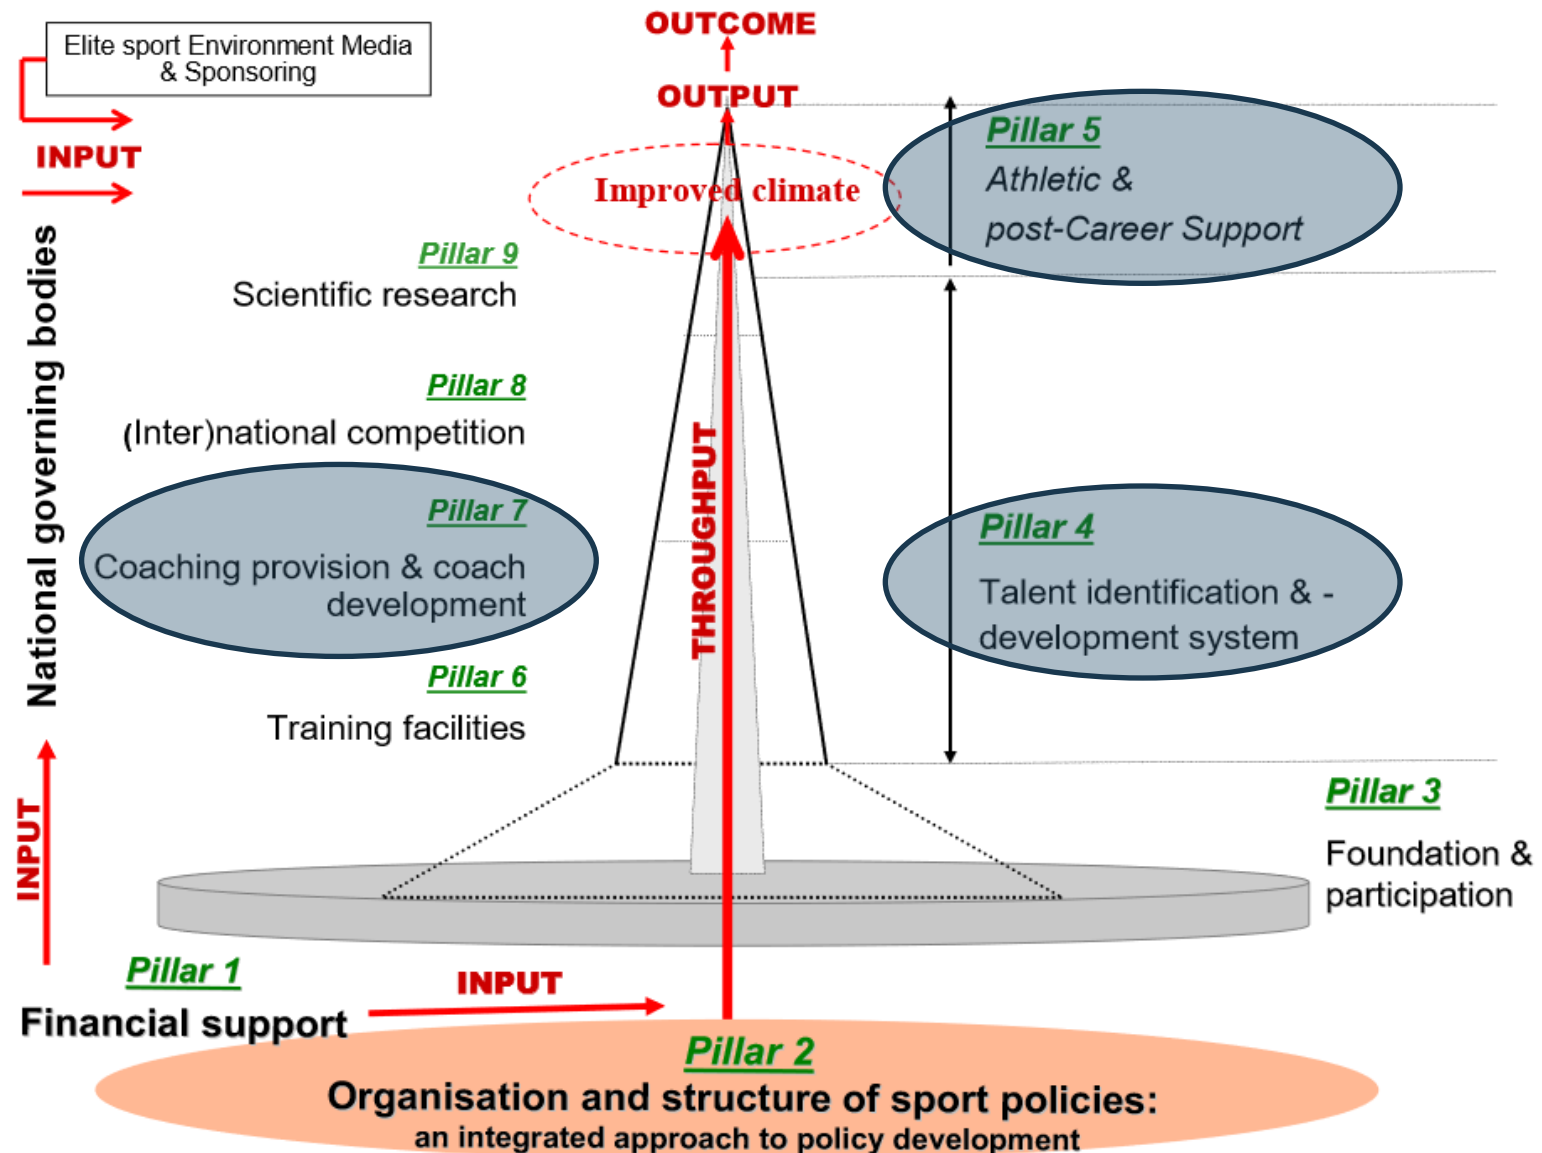 OUTCOME
Elite sport Environment Media
& Sponsoring
OUTPUT
INPUT
Pillar 5
Athletic &
post-Career Support
Improved climate
National governing bodies
Pillar 9
Scientific research
Pillar 8
(Inter)national competition
THROUGHPUT
Pillar 7
Coaching provision & coach
development
Pillar 4
Talent identification & -
development system
Pillar 6
Training facilities
Pillar 3
Foundation &
participation
INPUT
Pillar 1
Financial support
INPUT
Pillar 2
Organisation and structure of sport policies:
an integrated approach to policy development